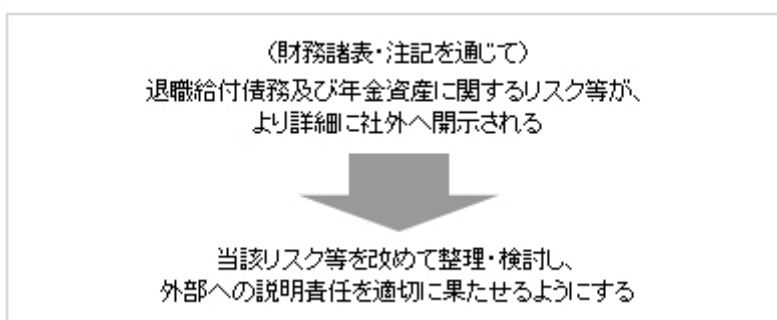 （財務諸表・注記を通じて）
退職給付債務及び年金資産に関するリスク等が、
より詳細に社外へ開示される
当該リスク等を改めて整理・検討し、
外部への説明責任を適切に果たせるようにする